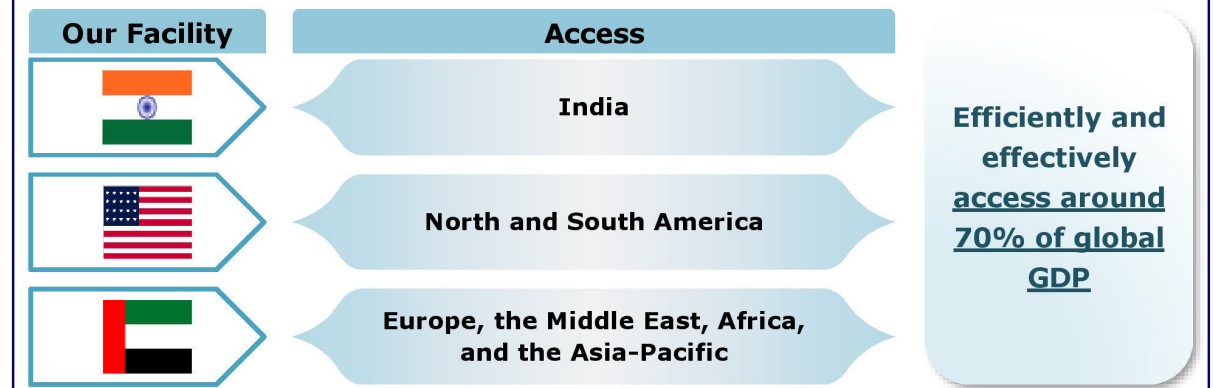 Our Facility
Access
India
North and South America
Europe, the Middle East, Africa,
and the Asia-Pacific
Efficiently and
effectively
access around
70% of global
GDP